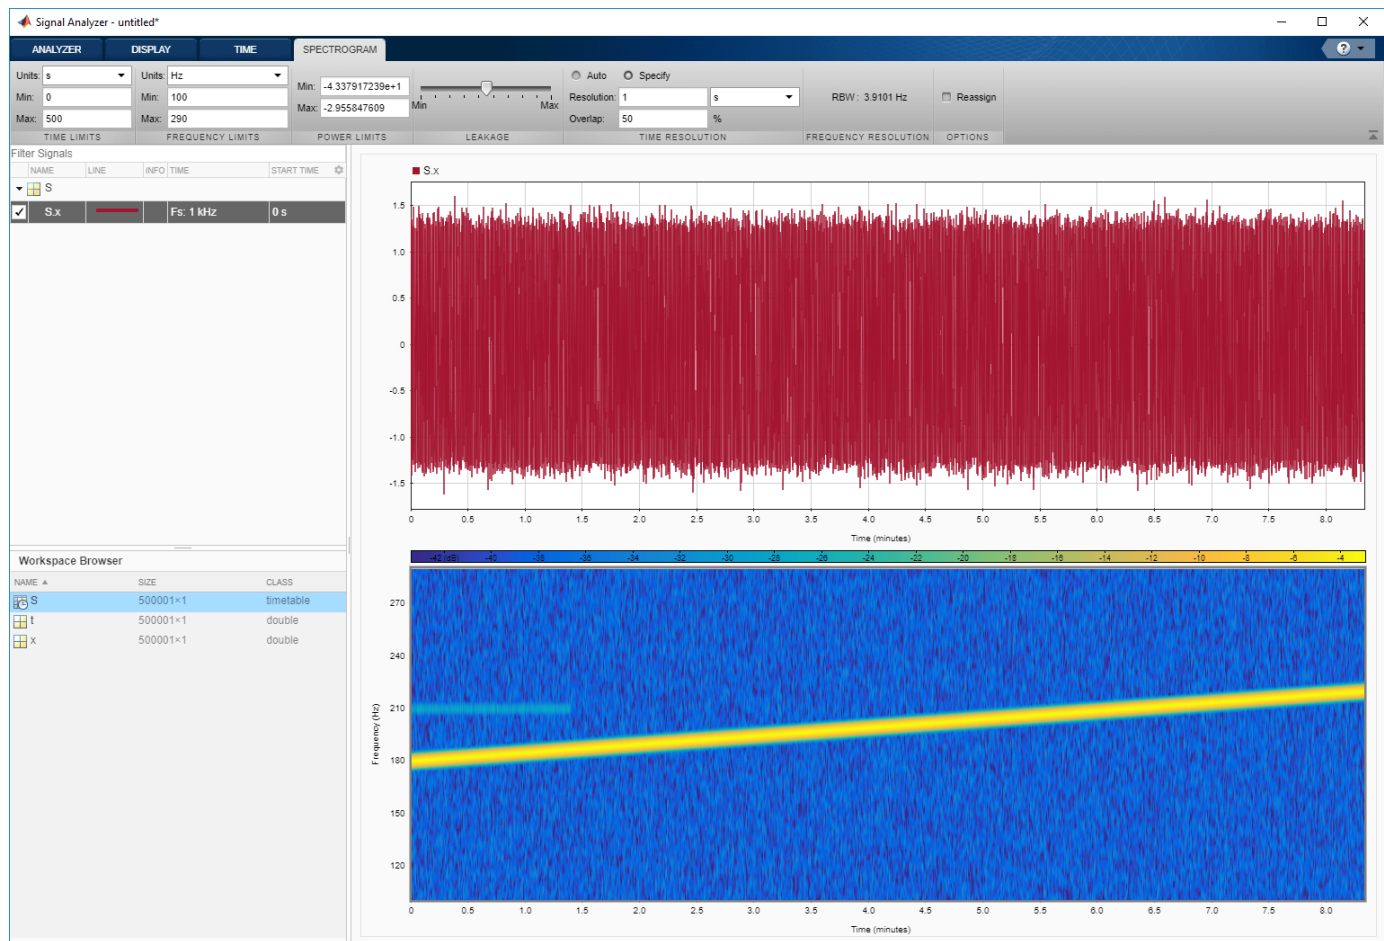 Signal Analyzer - untitled*
ANALYZER DISPLAY TIME SPECTROGRAM
?
Units: s
Min: 0
Max: 500
TIME LIMITS
Units: Hz
Min: 100
Max: 290
FREQUENCY LIMITS
Min: -4.337917239e+1
Max: -2.955847609
POWER LIMITS
Min Max
LEAKAGE
Auto Specify
Resolution: 1 s
Overlap: 50 %
TIME RESOLUTION
RBW : 3.9101 Hz
FREQUENCY RESOLUTION
Reassign
OPTIONS
Filter Signals
NAME LINE INFO TIME START TIME
S
S.x Fs: 1 kHz 0 s
Workspace Browser
NAME SIZE CLASS
S 500001×1 timetable
t 500001×1 double
x 500001×1 double
S.x
1.5
1.0
0.5
0
-0.5
-1.0
-1.5
0 0.5 1.0 1.5 2.0 2.5 3.0 3.5 4.0 4.5 5.0 5.5 6.0 6.5 7.0 7.5 8.0
Time (minutes)
-42 (dB) -40 -38 -36 -34 -32 -30 -28 -26 -24 -22 -20 -18 -16 -14 -12 -10 -8 -6 -4
Frequency (Hz)
270
240
210
180
150
120
0 0.5 1.0 1.5 2.0 2.5 3.0 3.5 4.0 4.5 5.0 5.5 6.0 6.5 7.0 7.5 8.0
Time (minutes)